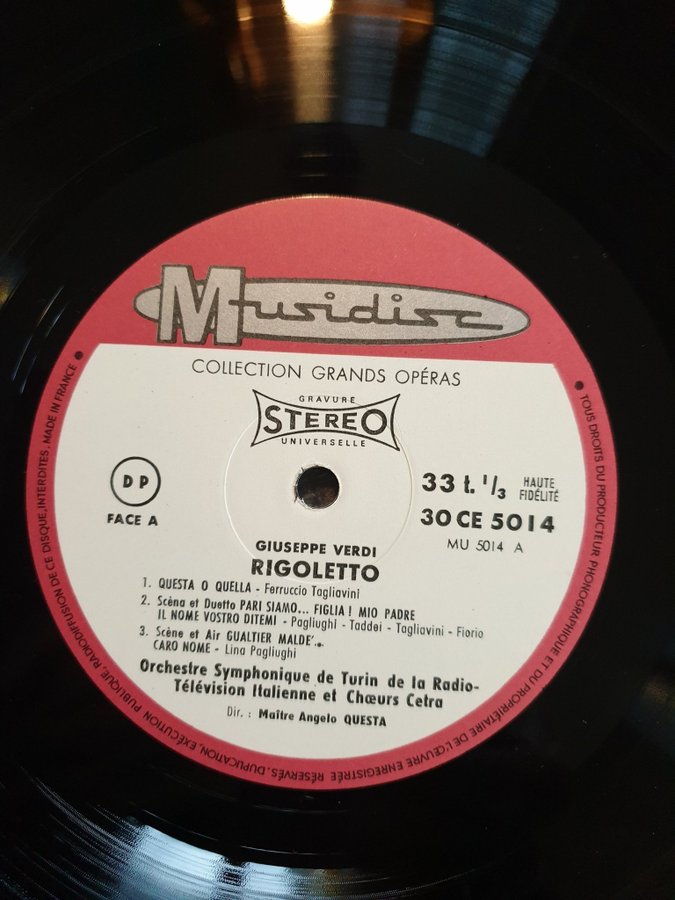 Musidisc
COLLECTION GRANDS OPÉRAS
GRAVURE
STEREO
UNIVERSELLE
DP
FACE A
33 t. 1/3
HAUTE
FIDÉLITÉ
30 CE 5014
MU 5014 A
GIUSEPPE VERDI
RIGOLETTO
1. QUESTA O QUELLA - Ferruccio Tagliavini
2. Scèna et Duetto PARI SIAMO... FIGLIA ! MIO PADRE
IL NOME VOSTRO DITEMI - Pagliughi - Taddei - Tagliavini - Fiorio
3. Scène et Air GUALTIER MALDE'...
CARO NOME - Lina Pagliughi
Orchestre Symphonique de Turin de la Radio-
Télévision Italienne et Chœurs Cetra
Dir. : Maître Angelo QUESTA
● TOUS DROITS DU PRODUCTEUR PHONOGRAPHIQUE ET DU PROPRIÉTAIRE DE L'ŒUVRE ENREGISTRÉE RÉSERVÉS. DUPLICATION, EXÉCUTION PUBLIQUE, RADIODIFFUSION DE CE DISQUE, INTERDITES. MADE IN FRANCE ●